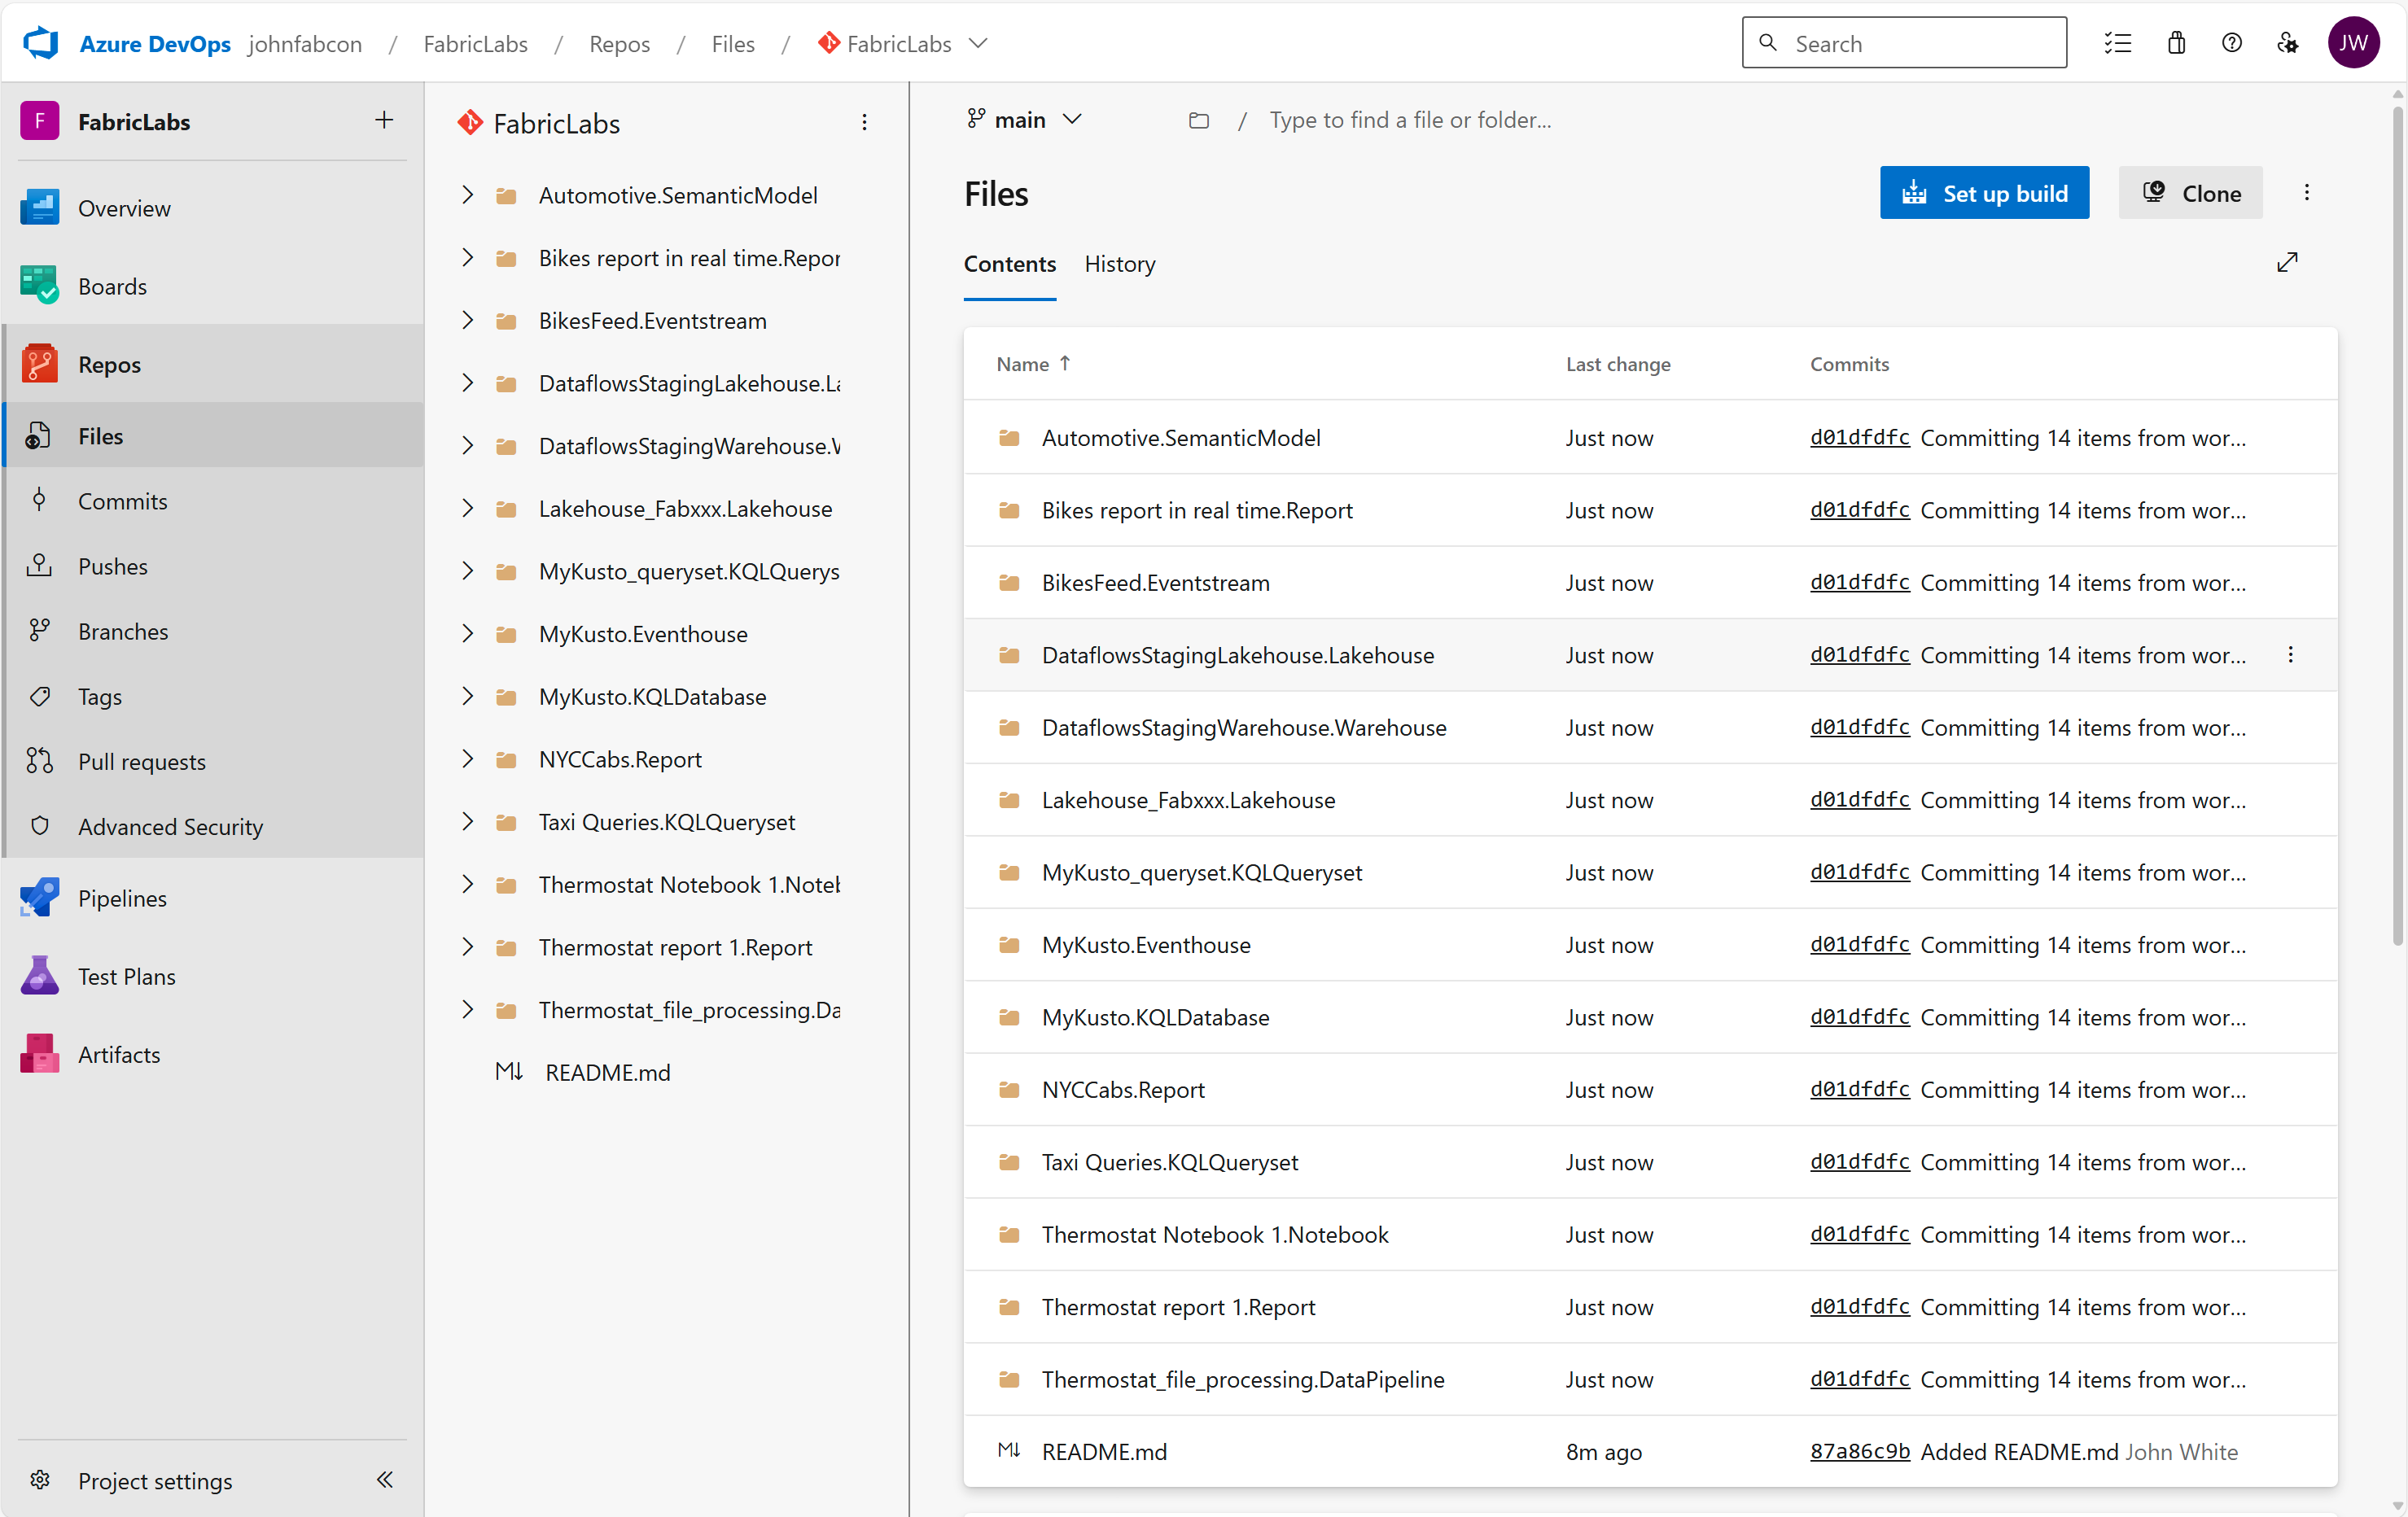 Azure DevOps johnfabcon / FabricLabs / Repos / Files / FabricLabs
Search
JW
F FabricLabs
Overview
Boards
Repos
Files
Commits
Pushes
Branches
Tags
Pull requests
Advanced Security
Pipelines
Test Plans
Artifacts
Project settings
FabricLabs
Automotive.SemanticModel
Bikes report in real time.Repor
BikesFeed.Eventstream
DataflowsStagingLakehouse.La
DataflowsStagingWarehouse.W
Lakehouse_Fabxxx.Lakehouse
MyKusto_queryset.KQLQuerys
MyKusto.Eventhouse
MyKusto.KQLDatabase
NYCCabs.Report
Taxi Queries.KQLQueryset
Thermostat Notebook 1.Noteb
Thermostat report 1.Report
Thermostat_file_processing.Da
M↓ README.md
main
/ Type to find a file or folder...
Files
Set up build
Clone
Contents History
Name ↑ Last change Commits
Automotive.SemanticModel Just now d01dfdfc Committing 14 items from wor...
Bikes report in real time.Report Just now d01dfdfc Committing 14 items from wor...
BikesFeed.Eventstream Just now d01dfdfc Committing 14 items from wor...
DataflowsStagingLakehouse.Lakehouse Just now d01dfdfc Committing 14 items from wor...
DataflowsStagingWarehouse.Warehouse Just now d01dfdfc Committing 14 items from wor...
Lakehouse_Fabxxx.Lakehouse Just now d01dfdfc Committing 14 items from wor...
MyKusto_queryset.KQLQueryset Just now d01dfdfc Committing 14 items from wor...
MyKusto.Eventhouse Just now d01dfdfc Committing 14 items from wor...
MyKusto.KQLDatabase Just now d01dfdfc Committing 14 items from wor...
NYCCabs.Report Just now d01dfdfc Committing 14 items from wor...
Taxi Queries.KQLQueryset Just now d01dfdfc Committing 14 items from wor...
Thermostat Notebook 1.Notebook Just now d01dfdfc Committing 14 items from wor...
Thermostat report 1.Report Just now d01dfdfc Committing 14 items from wor...
Thermostat_file_processing.DataPipeline Just now d01dfdfc Committing 14 items from wor...
M↓ README.md 8m ago 87a86c9b Added README.md John White